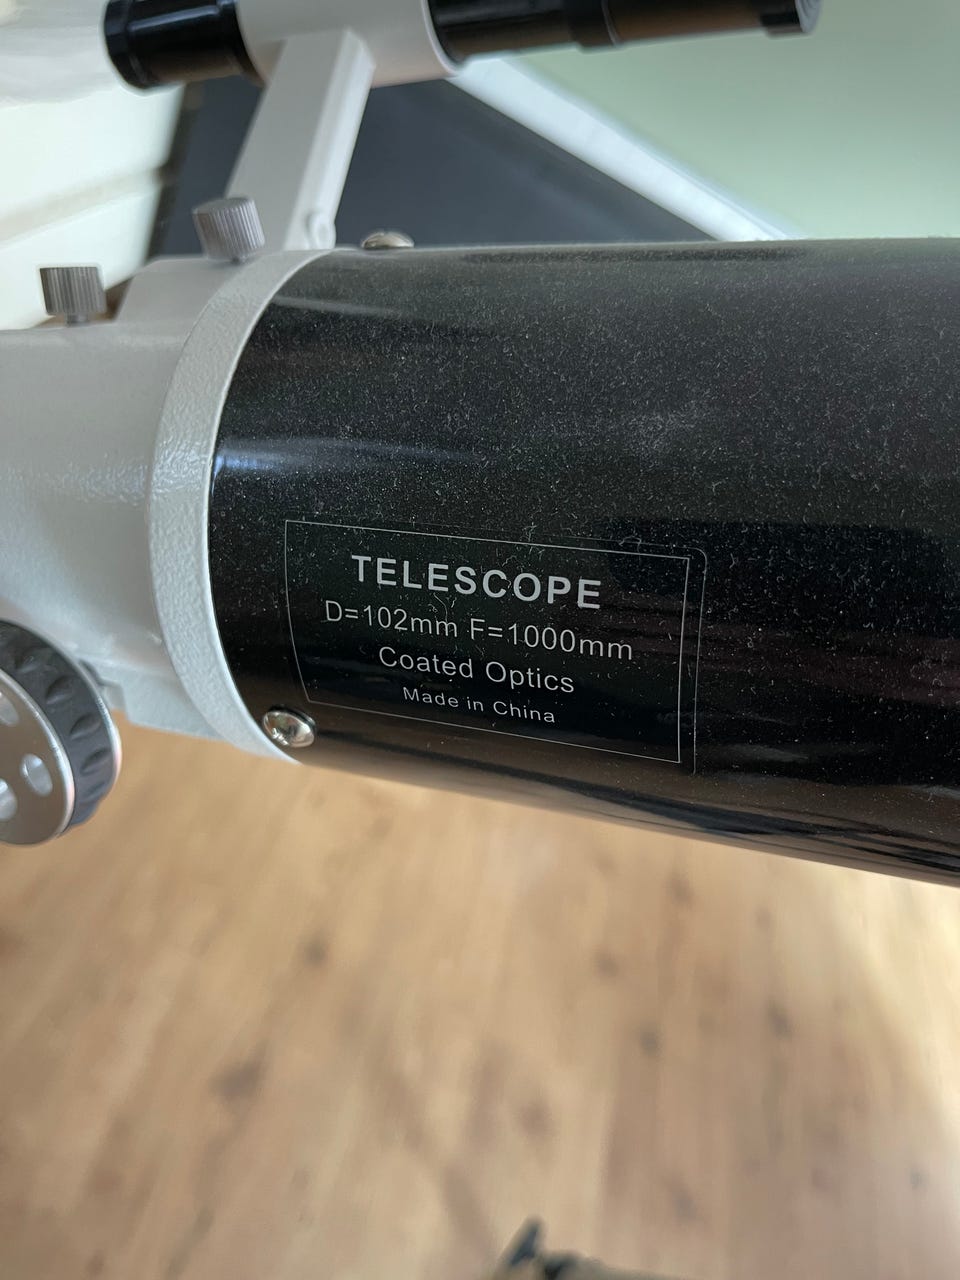 TELESCOPE
D=102mm F=1000mm
Coated Optics
Made in China